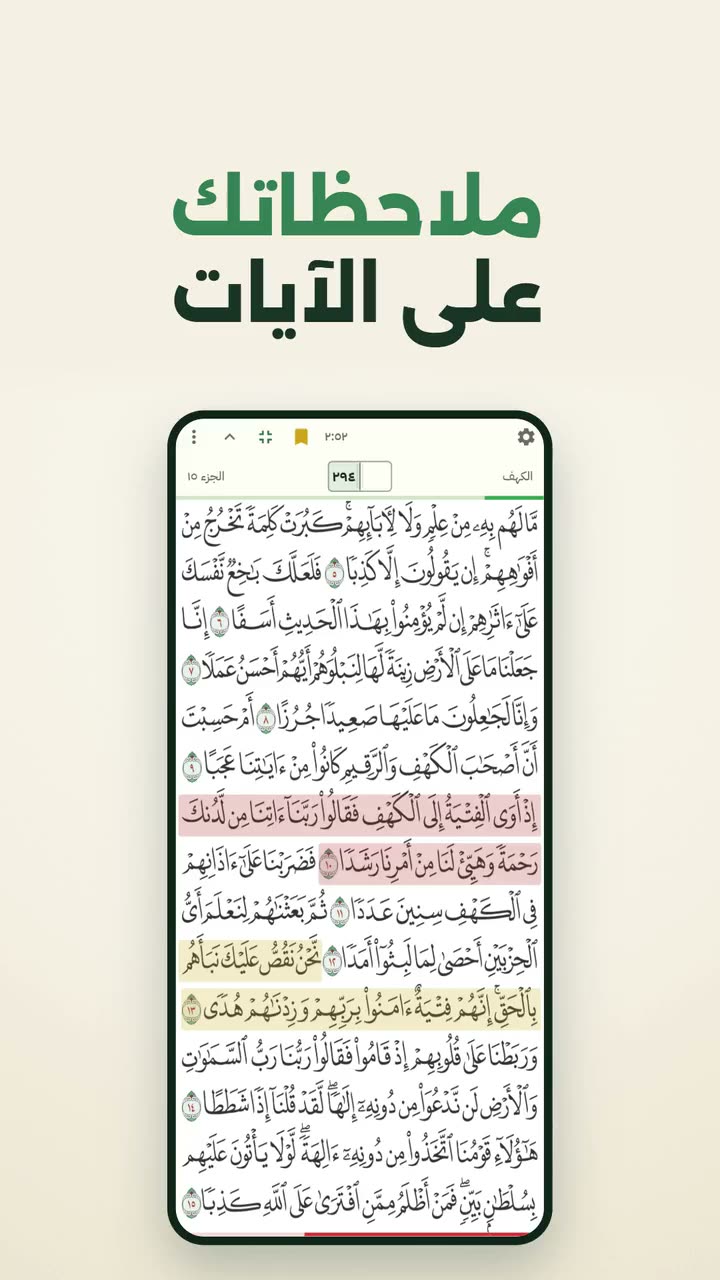 ملاحظاتك
على الآيات
٢:٥٢
الكهف
٢٩٤
الجزء ١٥
مَّا لَهُم بِهِۦ مِنْ عِلْمٍ وَلَا لِأٓبَآئِهِمْۚ كَبُرَتْ كَلِمَةً تَخْرُجُ مِنْ
أَفْوَٰهِهِمْۚ إِن يَقُولُونَ إِلَّا كَذِبًا ٥ فَلَعَلَّكَ بَٰخِعٌ نَّفْسَكَ
عَلَىٰٓ ءَاثَٰرِهِمْ إِن لَّمْ يُؤْمِنُوا۟ بِهَٰذَا ٱلْحَدِيثِ أَسَفًا ٦ إِنَّا
جَعَلْنَا مَا عَلَى ٱلْأَرْضِ زِينَةً لَّهَا لِنَبْلُوَهُمْ أَيُّهُمْ أَحْسَنُ عَمَلًا ٧
وَإِنَّا لَجَٰعِلُونَ مَا عَلَيْهَا صَعِيدًا جُرُزًا ٨ أَمْ حَسِبْتَ
أَنَّ أَصْحَٰبَ ٱلْكَهْفِ وَٱلرَّقِيمِ كَانُوا۟ مِنْ ءَايَٰتِنَا عَجَبًا ٩
إِذْ أَوَى ٱلْفِتْيَةُ إِلَى ٱلْكَهْفِ فَقَالُوا۟ رَبَّنَآ ءَاتِنَا مِن لَّدُنكَ
رَحْمَةً وَهَيِّئْ لَنَا مِنْ أَمْرِنَا رَشَدًا ١٠ فَضَرَبْنَا عَلَىٰٓ ءَاذَانِهِمْ
فِى ٱلْكَهْفِ سِنِينَ عَدَدًا ١١ ثُمَّ بَعَثْنَٰهُمْ لِنَعْلَمَ أَىُّ
ٱلْحِزْبَيْنِ أَحْصَىٰ لِمَا لَبِثُوٓا۟ أَمَدًا ١٢ نَّحْنُ نَقُصُّ عَلَيْكَ نَبَأَهُم
بِٱلْحَقِّۚ إِنَّهُمْ فِتْيَةٌ ءَامَنُوا۟ بِرَبِّهِمْ وَزِدْنَٰهُمْ هُدًى ١٣
وَرَبَطْنَا عَلَىٰ قُلُوبِهِمْ إِذْ قَامُوا۟ فَقَالُوا۟ رَبُّنَا رَبُّ ٱلسَّمَٰوَٰتِ
وَٱلْأَرْضِ لَن نَّدْعُوَا۟ مِن دُونِهِۦٓ إِلَٰهًاۖ لَّقَدْ قُلْنَآ إِذًا شَطَطًا ١٤
هَٰٓؤُلَآءِ قَوْمُنَا ٱتَّخَذُوا۟ مِن دُونِهِۦٓ ءَالِهَةًۖ لَّوْلَا يَأْتُونَ عَلَيْهِم
بِسُلْطَٰنٍۭ بَيِّنٍۖ فَمَنْ أَظْلَمُ مِمَّنِ ٱفْتَرَىٰ عَلَى ٱللَّهِ كَذِبًا ١٥